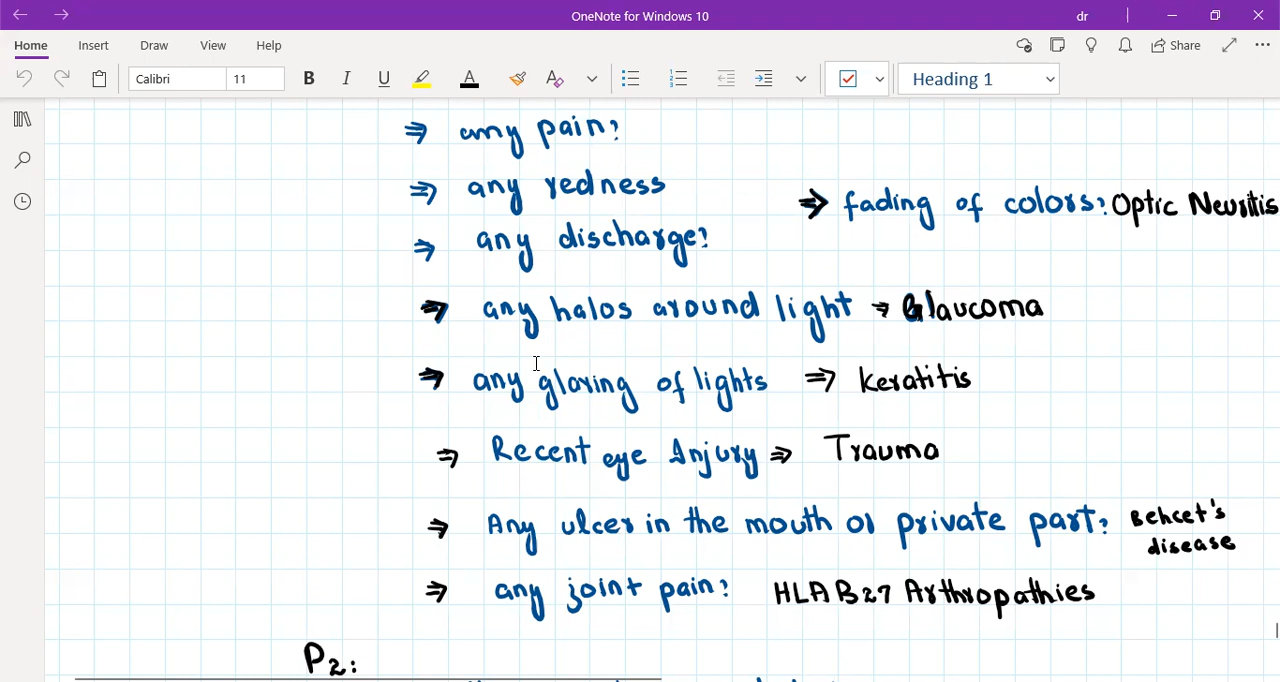 OneNote for Windows 10
dr
Home Insert Draw View Help
Share
Calibri 11 B I U A Heading 1
⇒ any pain?
⇒ any redness
⇒ fading of colors? Optic Neuritis
⇒ any discharge?
⇒ any halos around light → Glaucoma
⇒ any glaring of lights ⇒ keratitis
⇒ Recent eye Injury ⇒ Trauma
⇒ Any ulcer in the mouth or private part? Behcet's disease
⇒ any joint pain? HLA B27 Arthropathies
P2: